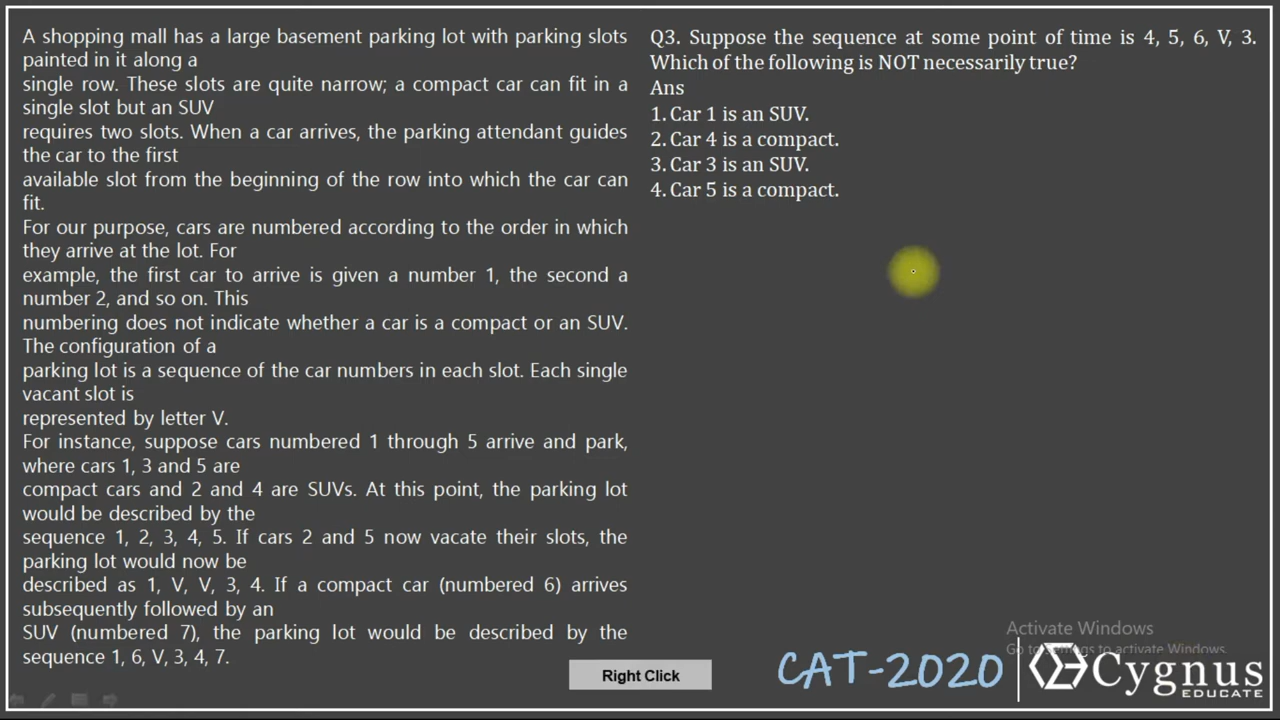 A shopping mall has a large basement parking lot with parking slots
painted in it along a
single row. These slots are quite narrow; a compact car can fit in a
single slot but an SUV
requires two slots. When a car arrives, the parking attendant guides
the car to the first
available slot from the beginning of the row into which the car can
fit.
For our purpose, cars are numbered according to the order in which
they arrive at the lot. For
example, the first car to arrive is given a number 1, the second a
number 2, and so on. This
numbering does not indicate whether a car is a compact or an SUV.
The configuration of a
parking lot is a sequence of the car numbers in each slot. Each single
vacant slot is
represented by letter V.
For instance, suppose cars numbered 1 through 5 arrive and park,
where cars 1, 3 and 5 are
compact cars and 2 and 4 are SUVs. At this point, the parking lot
would be described by the
sequence 1, 2, 3, 4, 5. If cars 2 and 5 now vacate their slots, the
parking lot would now be
described as 1, V, V, 3, 4. If a compact car (numbered 6) arrives
subsequently followed by an
SUV (numbered 7), the parking lot would be described by the
sequence 1, 6, V, 3, 4, 7.
Q3. Suppose the sequence at some point of time is 4, 5, 6, V, 3.
Which of the following is NOT necessarily true?
Ans
1. Car 1 is an SUV.
2. Car 4 is a compact.
3. Car 3 is an SUV.
4. Car 5 is a compact.
Right Click
Activate Windows
Go to Settings to activate Windows.
CAT-2020
Cygnus
EDUCATE